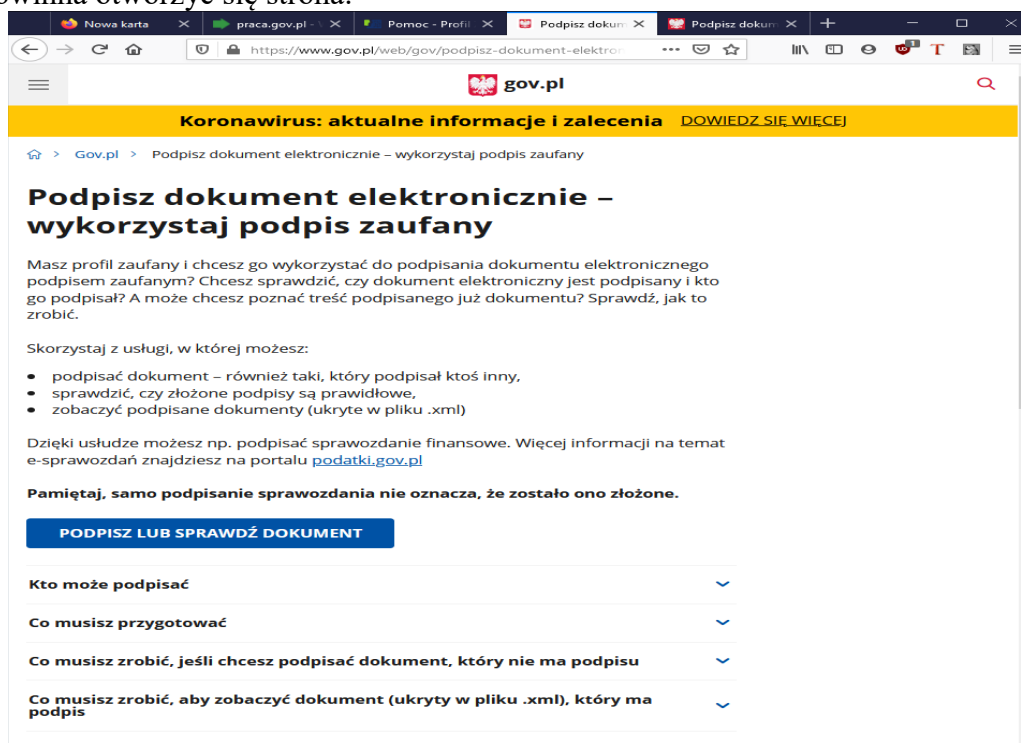 owinna otworzyć się strona:
Nowa karta
praca.gov.pl -
Pomoc - Profil
Podpisz dokum
Podpisz dokum
https://www.gov.pl/web/gov/podpisz-dokument-elektron
1
T
gov.pl
Koronawirus: aktualne informacje i zalecenia DOWIEDZ SIĘ WIĘCEJ
> Gov.pl > Podpisz dokument elektronicznie – wykorzystaj podpis zaufany
Podpisz dokument elektronicznie –
wykorzystaj podpis zaufany
Masz profil zaufany i chcesz go wykorzystać do podpisania dokumentu elektronicznego
podpisem zaufanym? Chcesz sprawdzić, czy dokument elektroniczny jest podpisany i kto
go podpisał? A może chcesz poznać treść podpisanego już dokumentu? Sprawdź, jak to
zrobić.
Skorzystaj z usługi, w której możesz:
• podpisać dokument – również taki, który podpisał ktoś inny,
• sprawdzić, czy złożone podpisy są prawidłowe,
• zobaczyć podpisane dokumenty (ukryte w pliku .xml)
Dzięki usłudze możesz np. podpisać sprawozdanie finansowe. Więcej informacji na temat
e-sprawozdań znajdziesz na portalu podatki.gov.pl
Pamiętaj, samo podpisanie sprawozdania nie oznacza, że zostało ono złożone.
PODPISZ LUB SPRAWDŹ DOKUMENT
Kto może podpisać
Co musisz przygotować
Co musisz zrobić, jeśli chcesz podpisać dokument, który nie ma podpisu
Co musisz zrobić, aby zobaczyć dokument (ukryty w pliku .xml), który ma
podpis